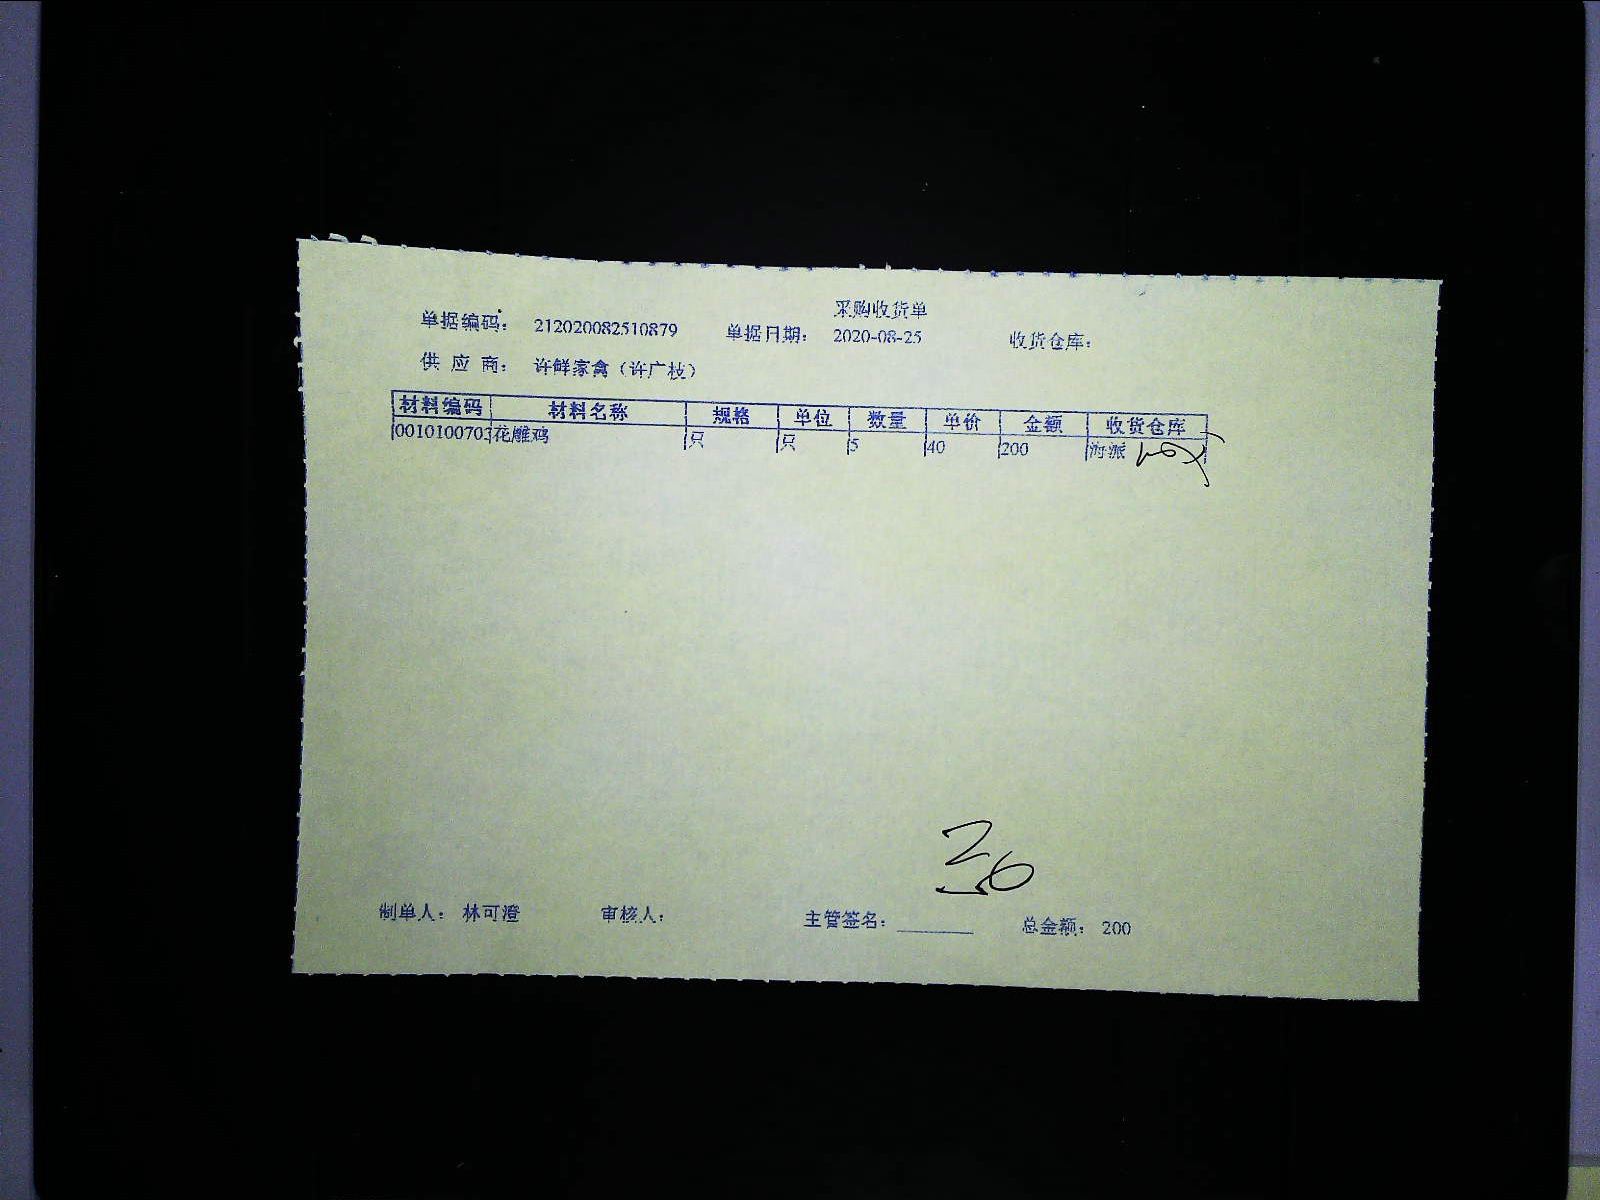 采购收货单
单据编码： 212020082510879 单据日期： 2020-08-25 收货仓库：
供 应 商： 许鲜家禽（许广枝）
材料编码 材料名称 规格 单位 数量 单价 金额 收货仓库
0010100703 花雕鸡 只 只 5 40 200 海派
制单人： 林可澄 审核人： 主管签名： 总金额： 200